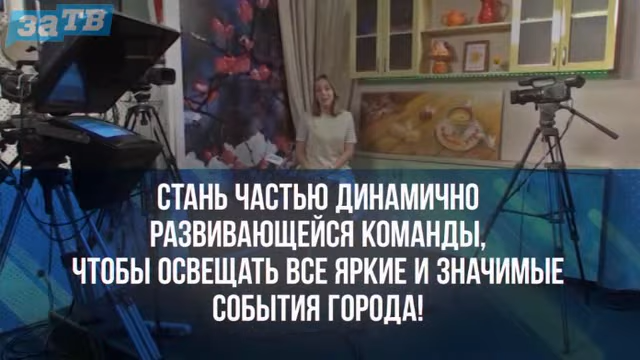 заТВ
СТАНЬ ЧАСТЬЮ ДИНАМИЧНО
РАЗВИВАЮЩЕЙСЯ КОМАНДЫ,
ЧТОБЫ ОСВЕЩАТЬ ВСЕ ЯРКИЕ И ЗНАЧИМЫЕ
СОБЫТИЯ ГОРОДА!